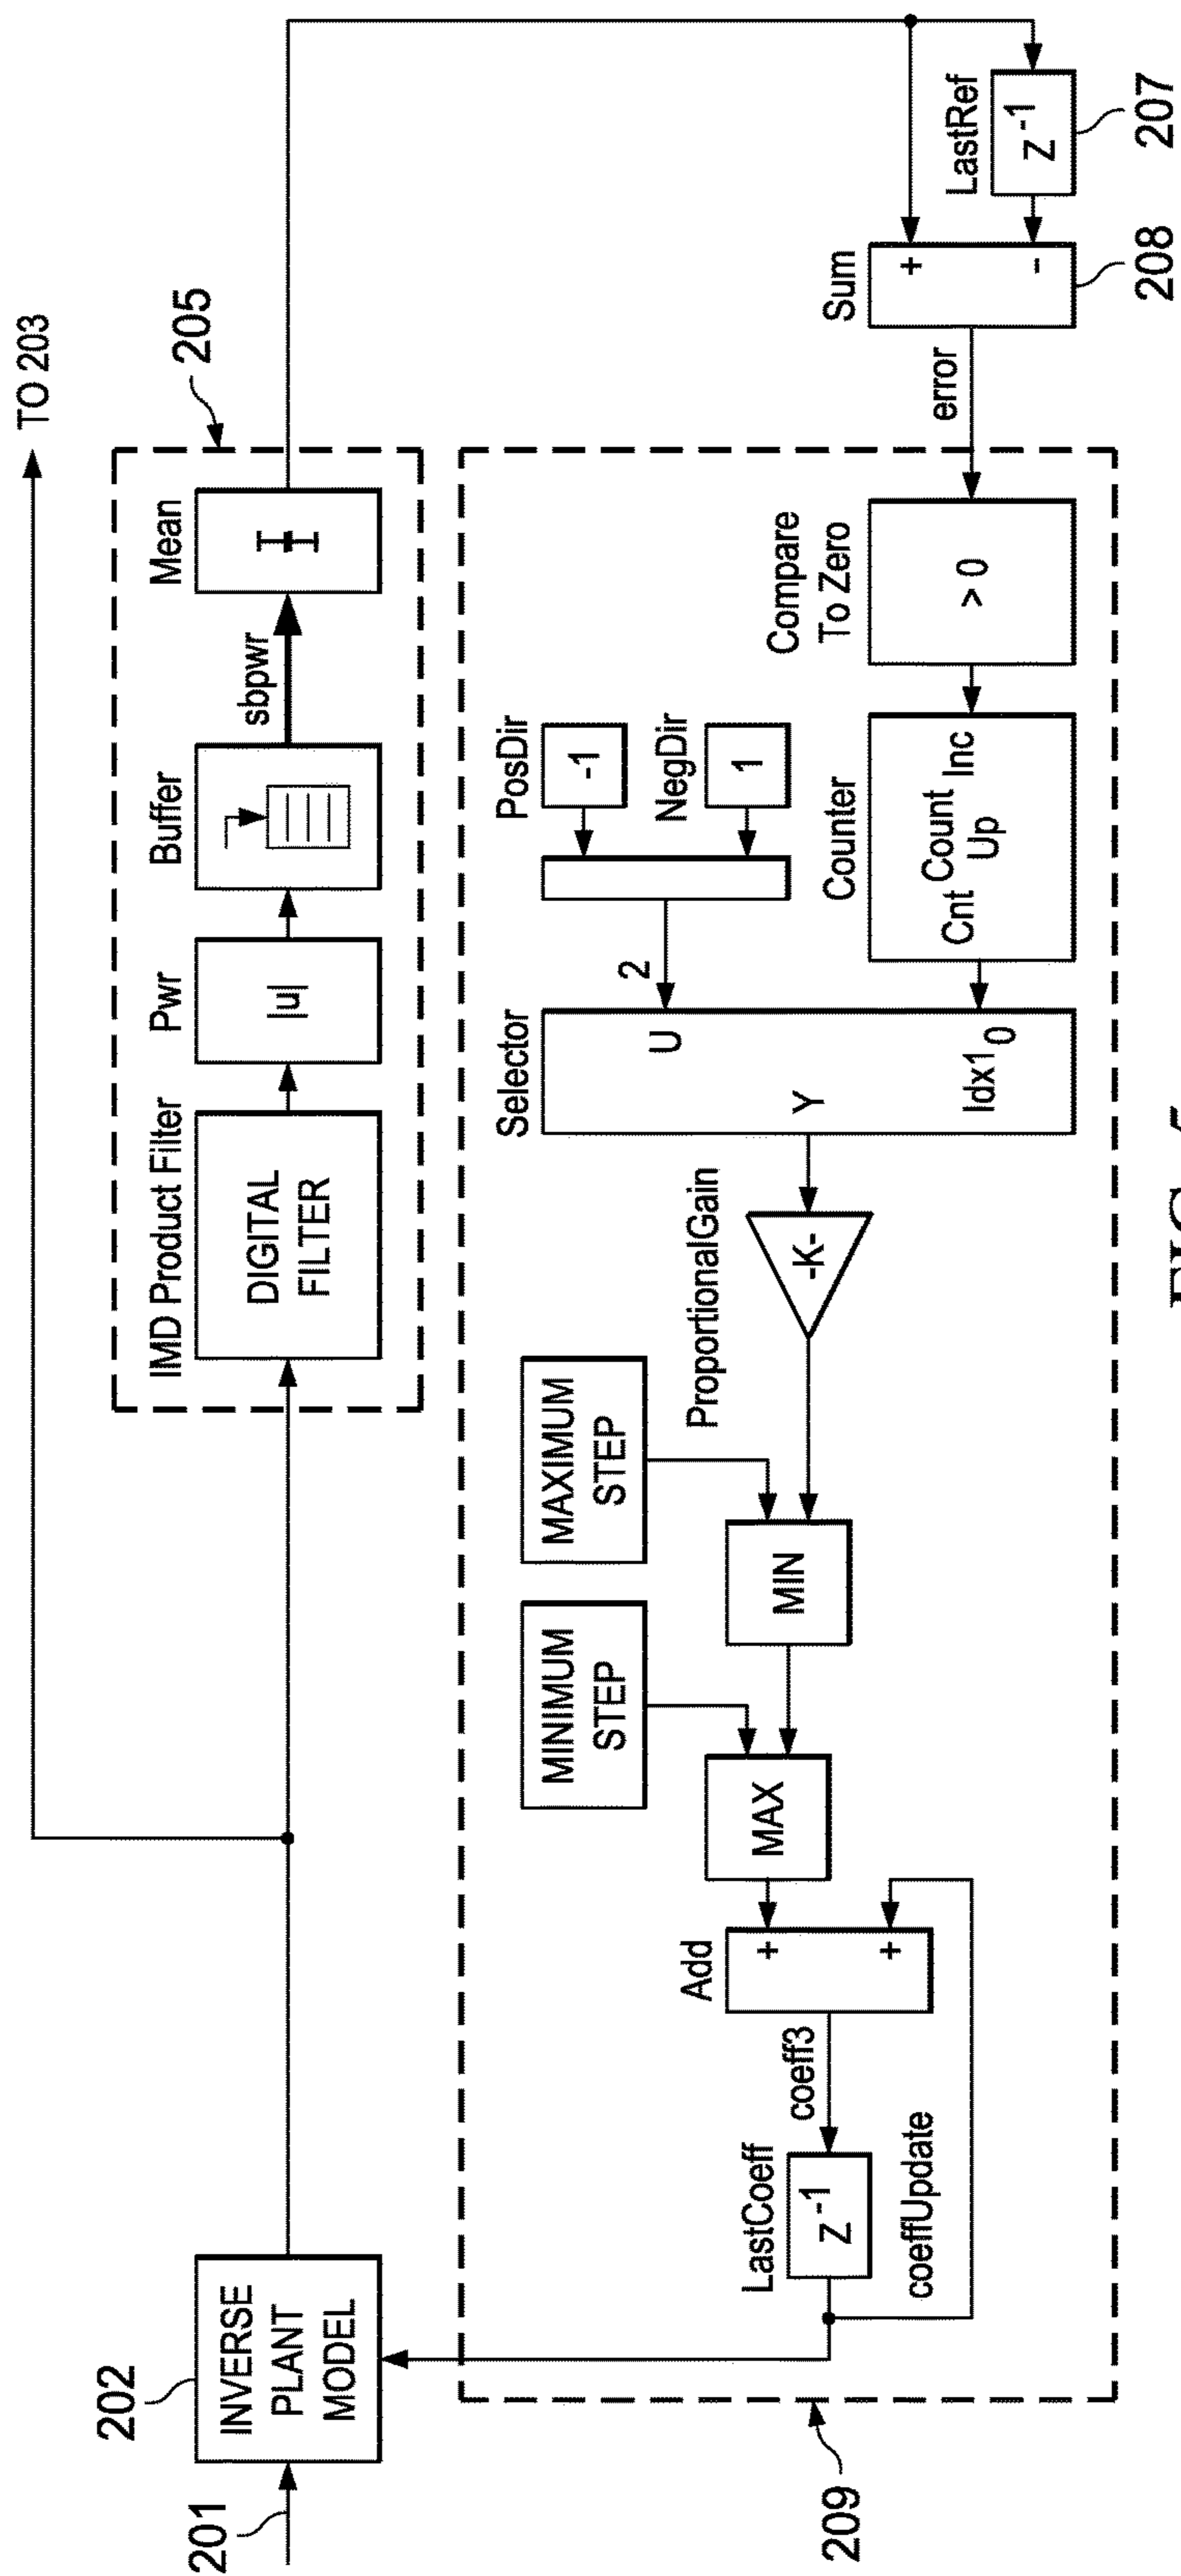 TO 203
205
IMD Product Filter
DIGITAL
FILTER
Pwr
|u|
Buffer
sbpwr
Mean
202
INVERSE
PLANT
MODEL
201
LastRef
Z-1
207
Sum
+
-
208
error
Compare
To Zero
> 0
Counter
Cnt Count Inc
Up
PosDir
-1
NegDir
1
2
Selector
U
Y
Idx1 0
ProportionalGain
-K-
MAXIMUM
STEP
MIN
MINIMUM
STEP
MAX
Add
+
+
coeff3
LastCoeff
Z-1
coeffUpdate
209